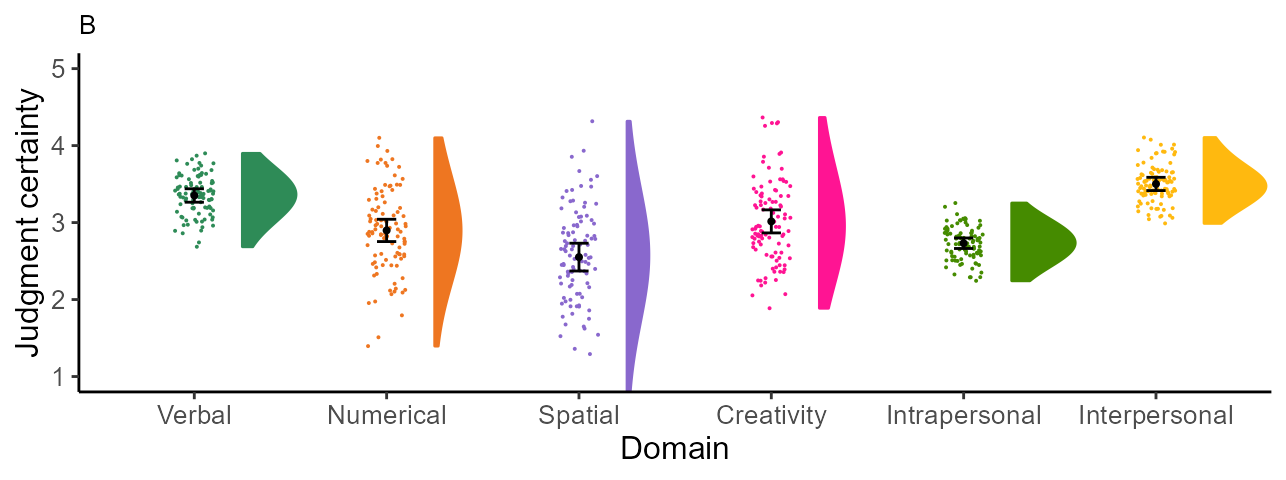 B
Judgment certainty
5
4
3
2
1
Verbal Numerical Spatial Creativity Intrapersonal Interpersonal
Domain